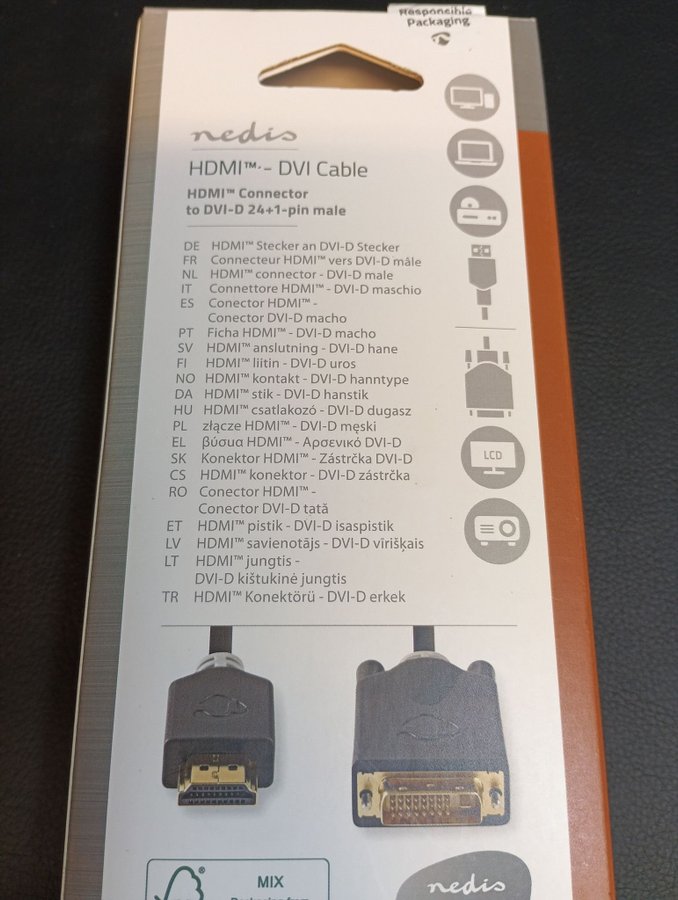 Responsible
Packaging
nedis
HDMI™ - DVI Cable
HDMI™ Connector
to DVI-D 24+1-pin male
DE HDMI™ Stecker an DVI-D Stecker
FR Connecteur HDMI™ vers DVI-D mâle
NL HDMI™ connector - DVI-D male
IT Connettore HDMI™ - DVI-D maschio
ES Conector HDMI™ -
Conector DVI-D macho
PT Ficha HDMI™ - DVI-D macho
SV HDMI™ anslutning - DVI-D hane
FI HDMI™ liitin - DVI-D uros
NO HDMI™ kontakt - DVI-D hanntype
DA HDMI™ stik - DVI-D hanstik
HU HDMI™ csatlakozó - DVI-D dugasz
PL złącze HDMI™ - DVI-D męski
EL βύσμα HDMI™ - Αρσενικό DVI-D
SK Konektor HDMI™ - Zástrčka DVI-D
CS HDMI™ konektor - DVI-D zástrčka
RO Conector HDMI™ -
Conector DVI-D tată
ET HDMI™ pistik - DVI-D isaspistik
LV HDMI™ savienotājs - DVI-D vīrišķais
LT HDMI™ jungtis -
DVI-D kištukinė jungtis
TR HDMI™ Konektörü - DVI-D erkek
LCD
®
MIX
nedis